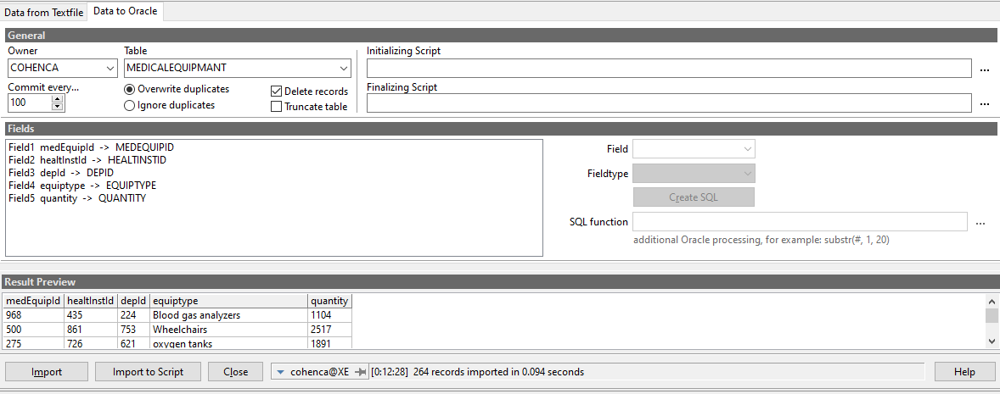 Data from Textfile Data to Oracle
General
Owner Table Initializing Script
COHENCA MEDICALEQUIPMANT ...
Commit every... Overwrite duplicates Delete records Finalizing Script
100 Ignore duplicates Truncate table ...
Fields
Field1 medEquipId -> MEDEQUIPID
Field2 healtInstId -> HEALTINSTID
Field3 depId -> DEPID
Field4 equiptype -> EQUIPTYPE
Field5 quantity -> QUANTITY
Field
Fieldtype
Create SQL
SQL function ...
additional Oracle processing, for example: substr(#, 1, 20)
Result Preview
medEquipId healtInstId depId equiptype quantity
968 435 224 Blood gas analyzers 1104
500 861 753 Wheelchairs 2517
275 726 621 oxygen tanks 1891
Import Import to Script Close cohenca@XE [0:12:28] 264 records imported in 0.094 seconds Help